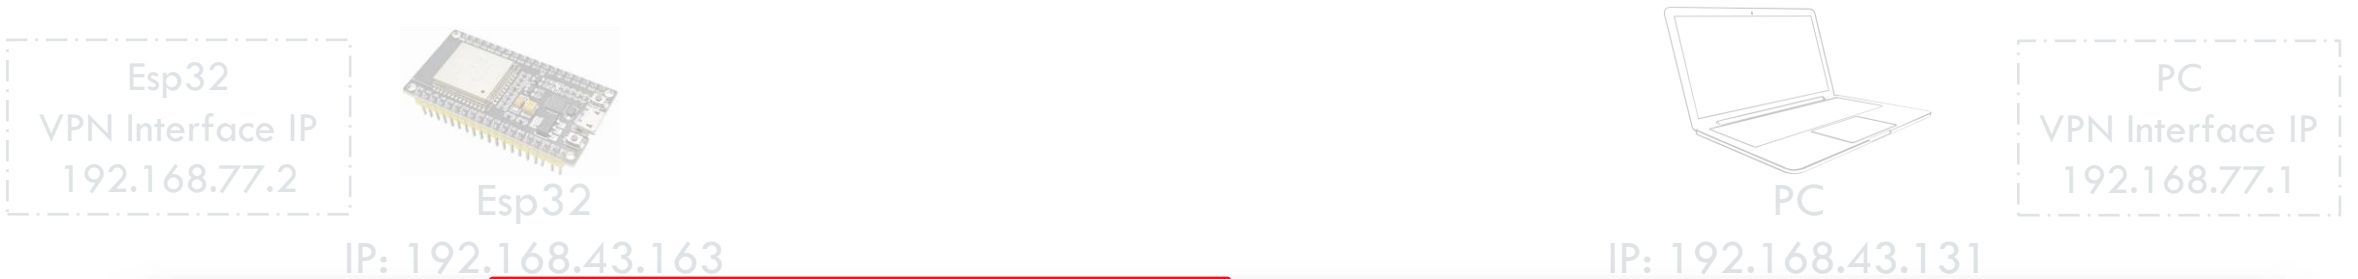 Esp32
VPN Interface IP
192.168.77.2
Esp32
IP: 192.168.43.163
PC
IP: 192.168.43.131
PC
VPN Interface IP
192.168.77.1